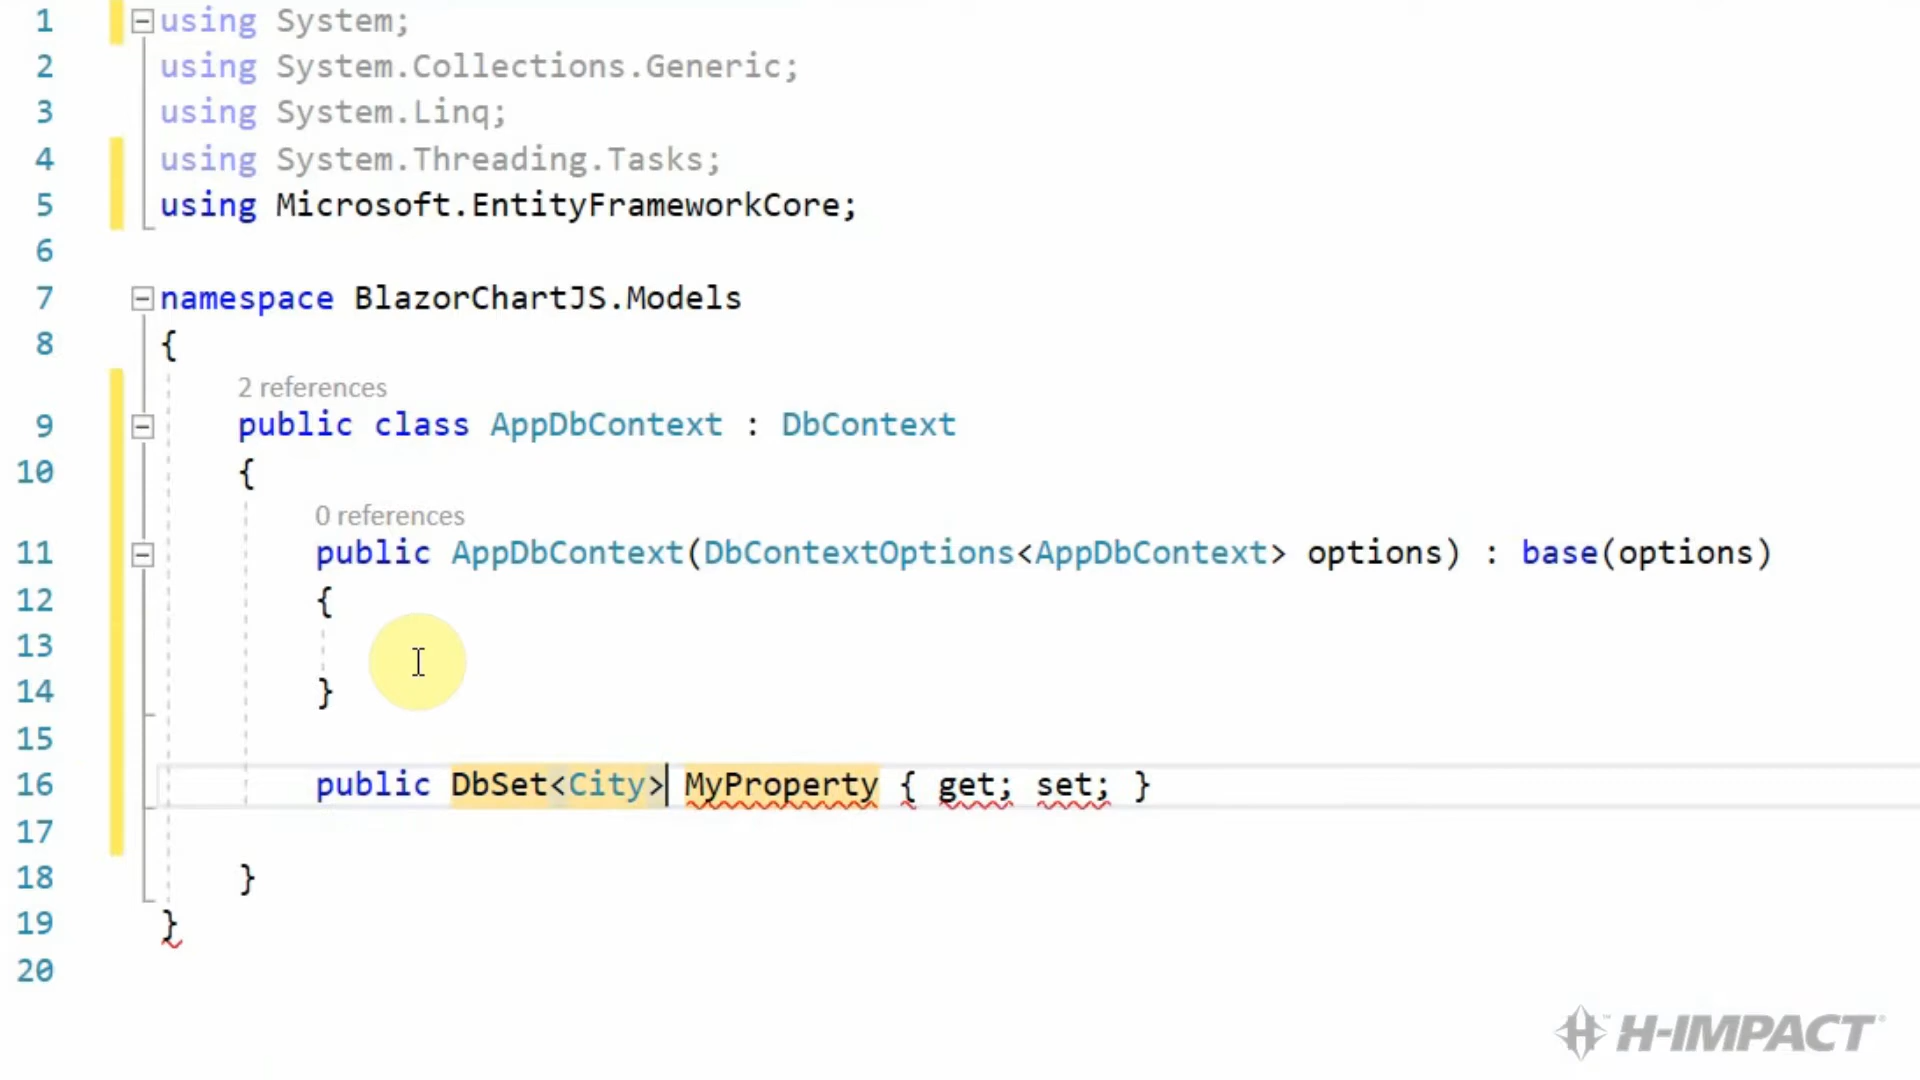 1 using System;
2 using System.Collections.Generic;
3 using System.Linq;
4 using System.Threading.Tasks;
5 using Microsoft.EntityFrameworkCore;
6
7 namespace BlazorChartJS.Models
8 {
2 references
9 public class AppDbContext : DbContext
10 {
0 references
11 public AppDbContext(DbContextOptions<AppDbContext> options) : base(options)
12 {
13
14 }
15
16 public DbSet<City> MyProperty { get; set; }
17
18 }
19 }
20
H-IMPACT